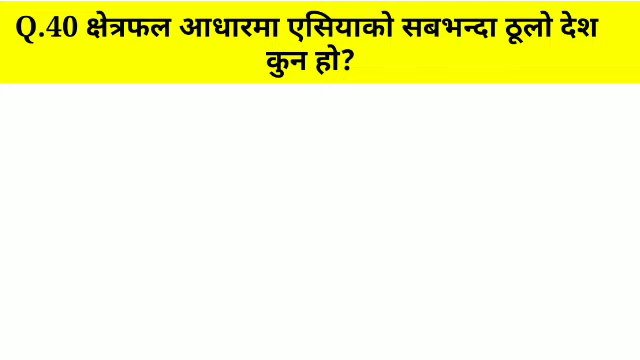 Q.40 क्षेत्रफल आधारमा एसियाको सबभन्दा ठूलो देश
कुन हो?